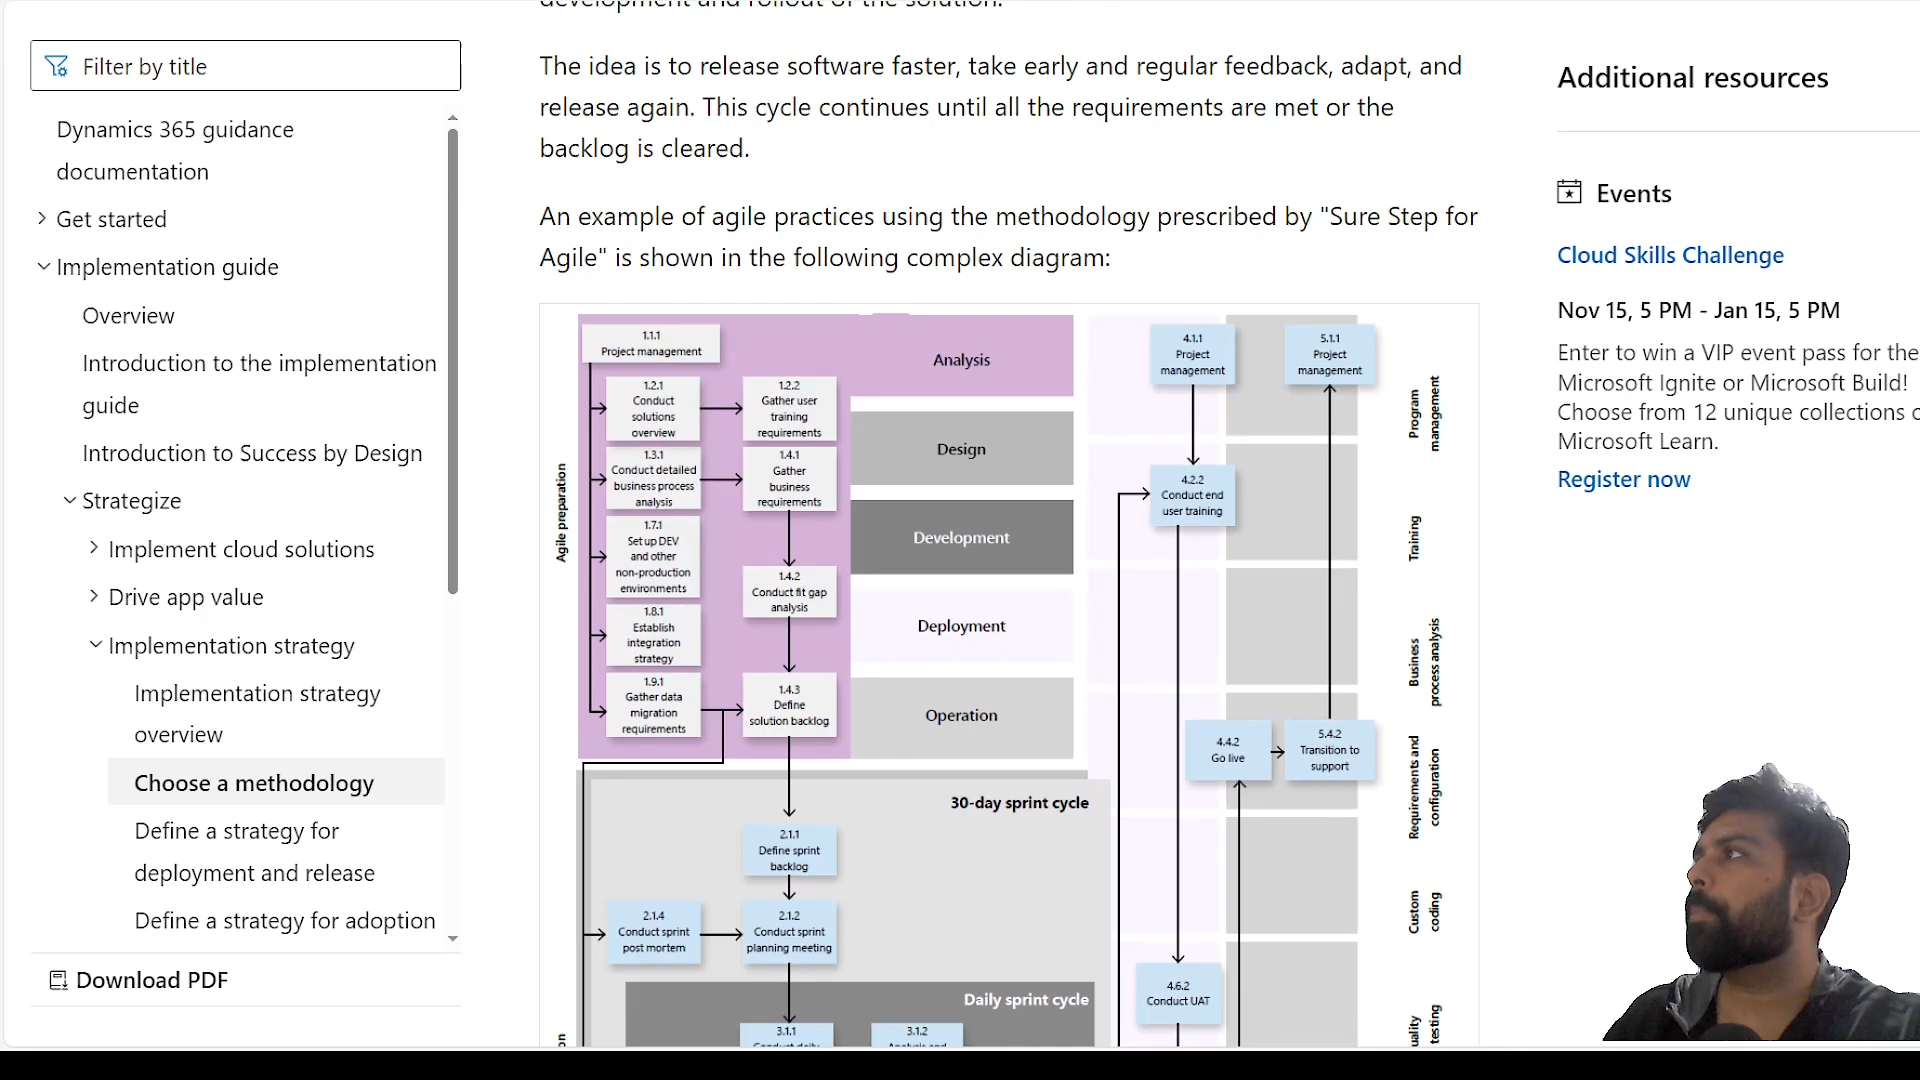 development and rollout of the solution.
Filter by title
Dynamics 365 guidance
documentation
Get started
Implementation guide
Overview
Introduction to the implementation
guide
Introduction to Success by Design
Strategize
Implement cloud solutions
Drive app value
Implementation strategy
Implementation strategy
overview
Choose a methodology
Define a strategy for
deployment and release
Define a strategy for adoption
Download PDF
The idea is to release software faster, take early and regular feedback, adapt, and
release again. This cycle continues until all the requirements are met or the
backlog is cleared.
An example of agile practices using the methodology prescribed by "Sure Step for
Agile" is shown in the following complex diagram:
Agile preparation
1.1.1
Project management
1.2.1
Conduct
solutions
overview
1.2.2
Gather user
training
requirements
1.3.1
Conduct detailed
business process
analysis
1.4.1
Gather
business
requirements
1.7.1
Set up DEV
and other
non-production
environments
1.4.2
Conduct fit gap
analysis
1.8.1
Establish
integration
strategy
1.9.1
Gather data
migration
requirements
1.4.3
Define
solution backlog
Analysis
Design
Development
Deployment
Operation
30-day sprint cycle
2.1.1
Define sprint
backlog
2.1.4
Conduct sprint
post mortem
2.1.2
Conduct sprint
planning meeting
Daily sprint cycle
3.1.1
Conduct daily
3.1.2
Analysis and
4.1.1
Project
management
5.1.1
Project
management
4.2.2
Conduct end
user training
4.4.2
Go live
5.4.2
Transition to
support
4.6.2
Conduct UAT
Program
management
Training
Business
process analysis
Requirements and
configuration
Custom
coding
testing
Additional resources
Events
Cloud Skills Challenge
Nov 15, 5 PM - Jan 15, 5 PM
Enter to win a VIP event pass for the
Microsoft Ignite or Microsoft Build!
Choose from 12 unique collections
Microsoft Learn.
Register now